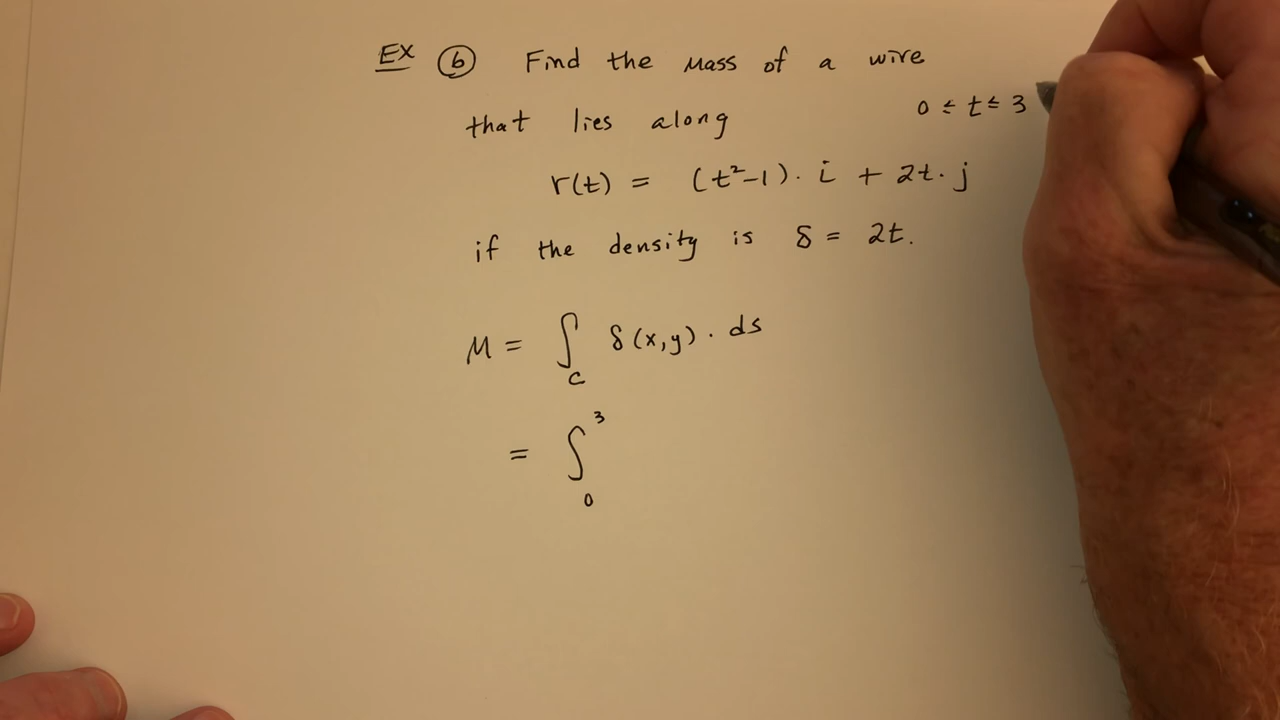 Ex ⑥ Find the mass of a wire
that lies along 0 ≤ t ≤ 3
r(t) = (t²-1)· i + 2t· j
if the density is δ = 2t.
M = ∫_C δ(x,y) · ds
= ∫_0^3